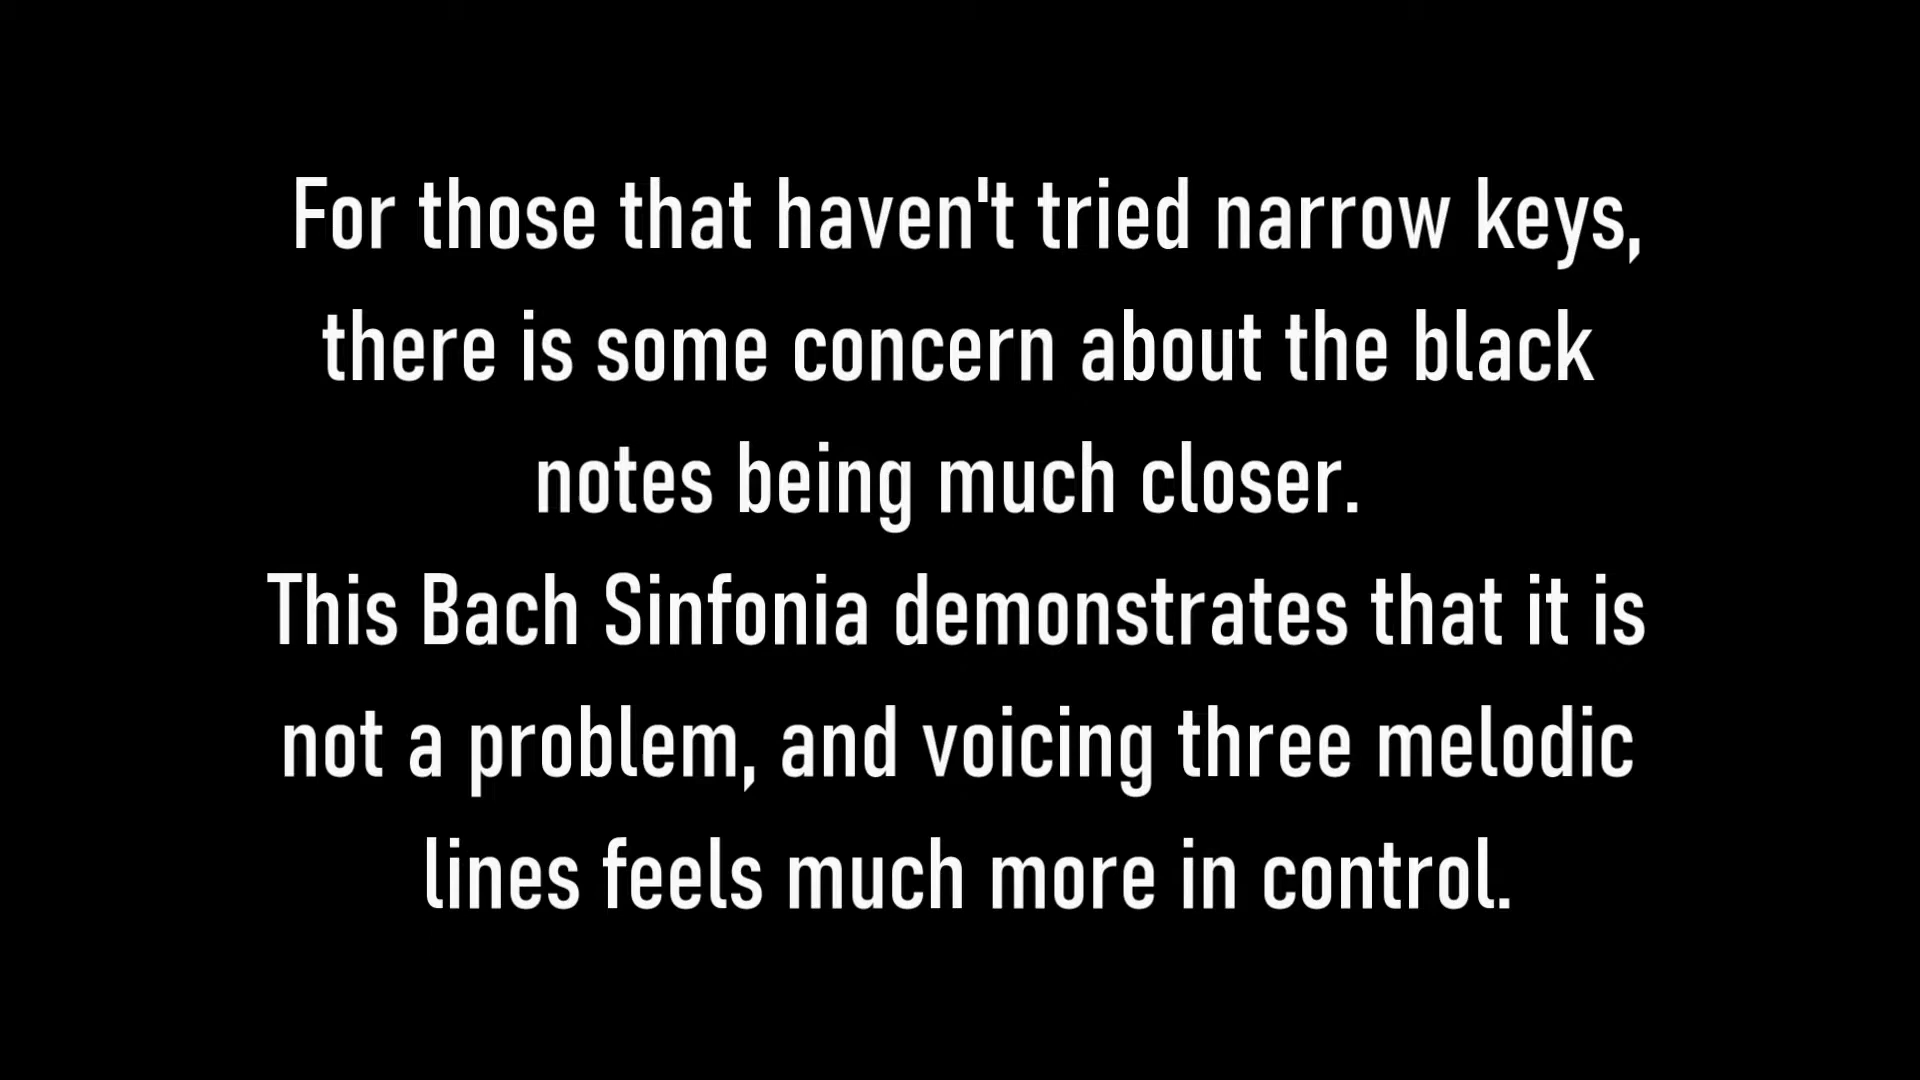 For those that haven't tried narrow keys,
there is some concern about the black
notes being much closer.
This Bach Sinfonia demonstrates that it is
not a problem, and voicing three melodic
lines feels much more in control.